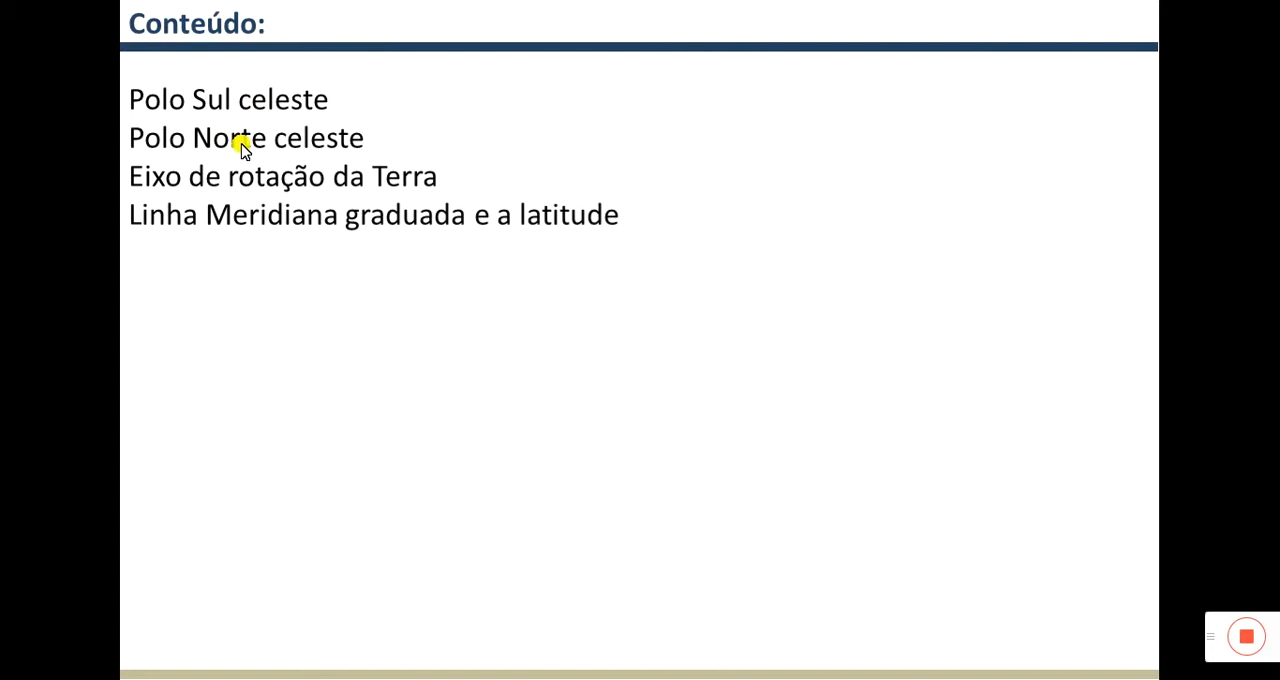 Conteúdo:
Polo Sul celeste
Polo Norte celeste
Eixo de rotação da Terra
Linha Meridiana graduada e a latitude